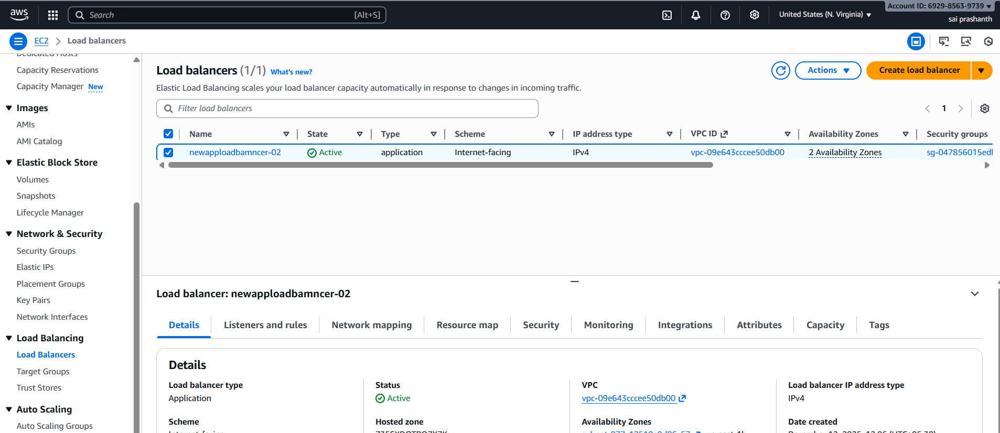 aws
Search [Alt+S]
United States (N. Virginia)
Account ID: 6929-8563-9739
sai prashanth
EC2 Load balancers
Dedicated Hosts
Capacity Reservations
Capacity Manager New
Images
AMIs
AMI Catalog
Elastic Block Store
Volumes
Snapshots
Lifecycle Manager
Network & Security
Security Groups
Elastic IPs
Placement Groups
Key Pairs
Network Interfaces
Load Balancing
Load Balancers
Target Groups
Trust Stores
Auto Scaling
Auto Scaling Groups
Load balancers (1/1) What's new?
Actions
Create load balancer
Elastic Load Balancing scales your load balancer capacity automatically in response to changes in incoming traffic.
Filter load balancers
1
Name State Type Scheme IP address type VPC ID Availability Zones Security groups
newapploadbamncer-02 Active application Internet-facing IPv4 vpc-09e643cccee50db00 2 Availability Zones sg-047856015edl
Load balancer: newapploadbamncer-02
Details Listeners and rules Network mapping Resource map Security Monitoring Integrations Attributes Capacity Tags
Details
Load balancer type Status VPC Load balancer IP address type
Application Active vpc-09e643cccee50db00 IPv4
Scheme Hosted zone Availability Zones Date created
Internet-facing